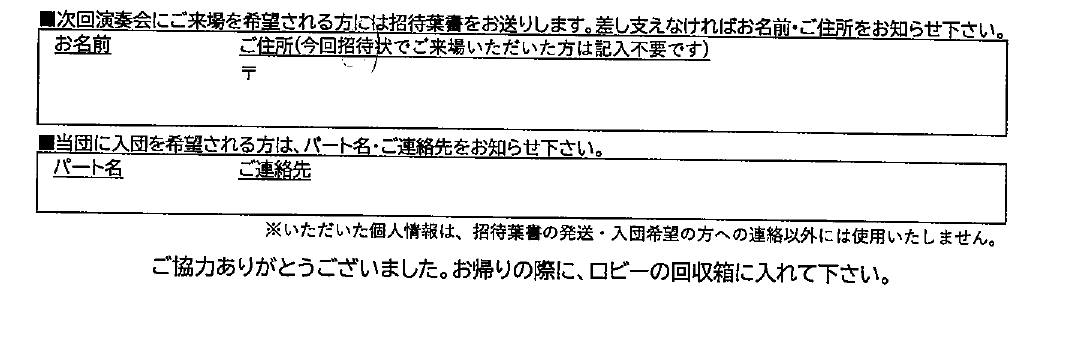 ■次回演奏会にご来場を希望される方には招待葉書をお送りします。差し支えなければお名前・ご住所をお知らせ下さい。
お名前 ご住所(今回招待状でご来場いただいた方は記入不要です)
〒
■当団に入団を希望される方は、パート名・ご連絡先をお知らせ下さい。
パート名 ご連絡先
※いただいた個人情報は、招待葉書の発送・入団希望の方への連絡以外には使用いたしません。
ご協力ありがとうございました。お帰りの際に、ロビーの回収箱に入れて下さい。